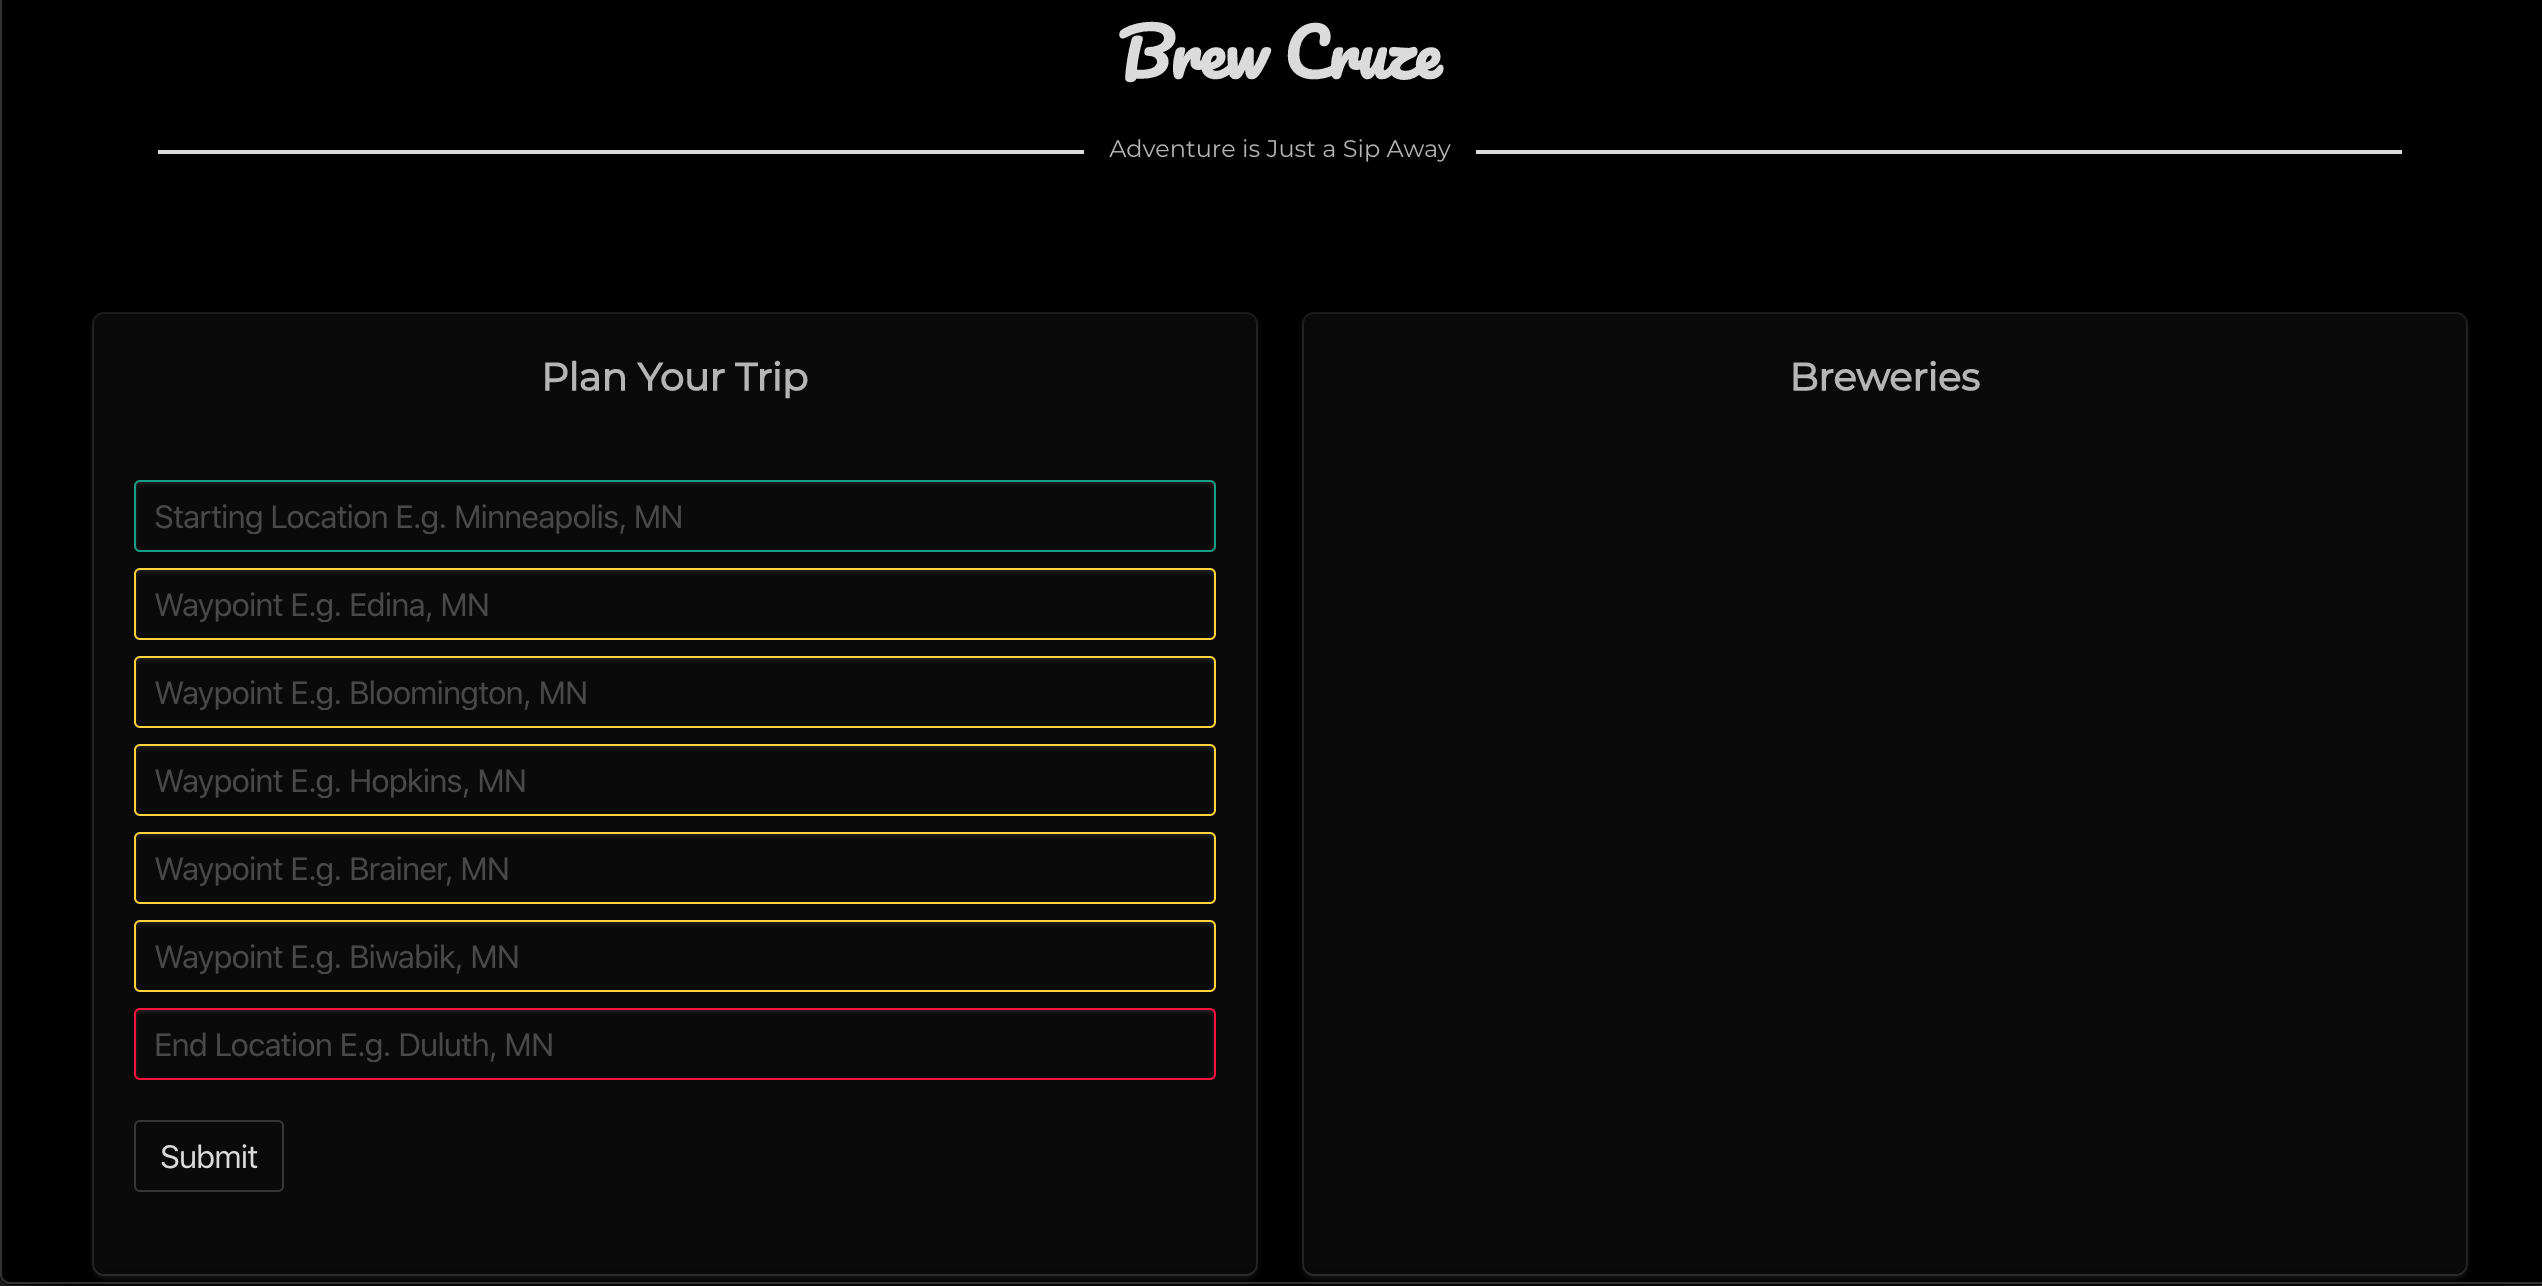 Brew Cruze
Adventure is Just a Sip Away
Plan Your Trip
Starting Location E.g. Minneapolis, MN
Waypoint E.g. Edina, MN
Waypoint E.g. Bloomington, MN
Waypoint E.g. Hopkins, MN
Waypoint E.g. Brainer, MN
Waypoint E.g. Biwabik, MN
End Location E.g. Duluth, MN
Submit
Breweries